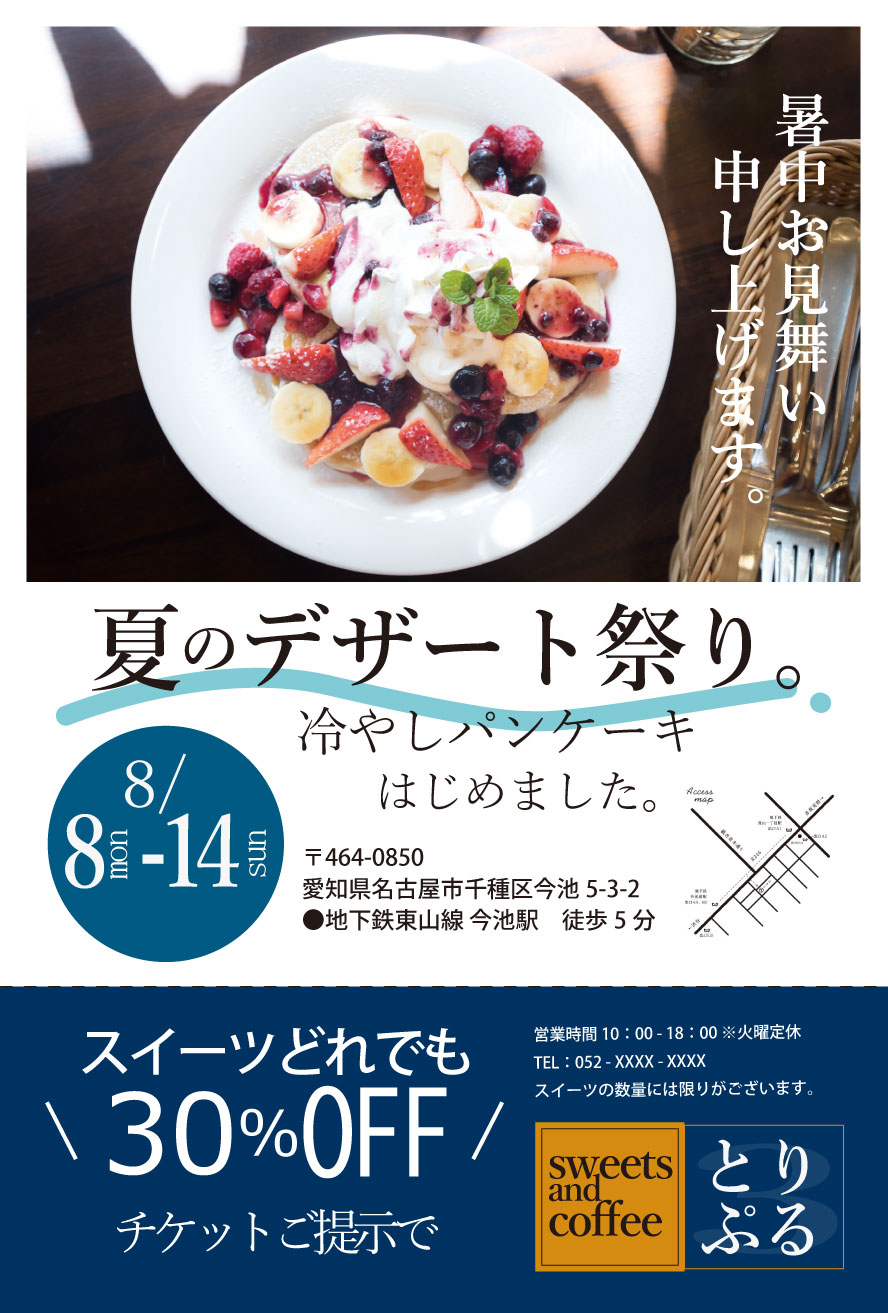 暑中お見舞い
申し上げます。
夏のデザート祭り。
冷やしパンケーキ
はじめました。
8/
8mon-14sun
〒464-0850
愛知県名古屋市千種区今池 5-3-2
●地下鉄東山線 今池駅　徒歩 5 分
Access
map
スイーツどれでも
\ 30%OFF /
チケットご提示で
営業時間 10：00 - 18：00 ※火曜定休
TEL：052 - XXXX - XXXX
スイーツの数量には限りがございます。
sweets
and
coffee
3
とり
ぷる